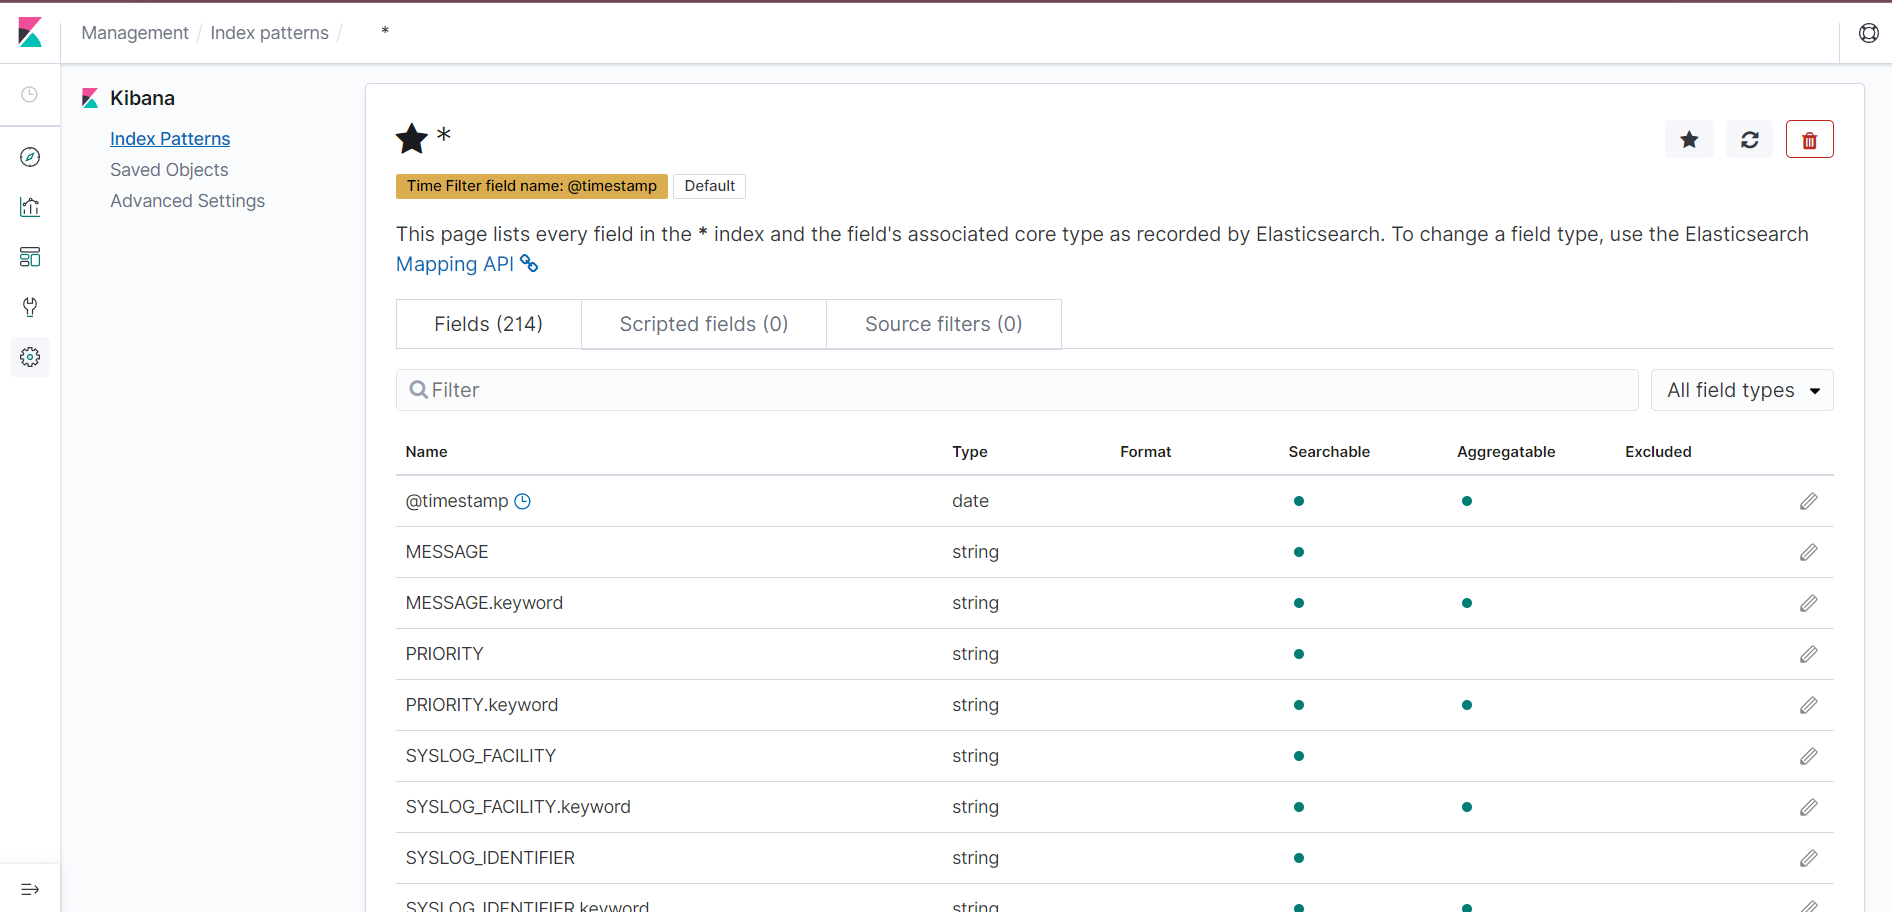 Management / Index patterns / *
Kibana
Index Patterns
Saved Objects
Advanced Settings
*
Time Filter field name: @timestamp Default
This page lists every field in the * index and the field's associated core type as recorded by Elasticsearch. To change a field type, use the Elasticsearch
Mapping API
Fields (214) Scripted fields (0) Source filters (0)
Filter All field types
Name Type Format Searchable Aggregatable Excluded
@timestamp date
MESSAGE string
MESSAGE.keyword string
PRIORITY string
PRIORITY.keyword string
SYSLOG_FACILITY string
SYSLOG_FACILITY.keyword string
SYSLOG_IDENTIFIER string
SYSLOG_IDENTIFIER.keyword string